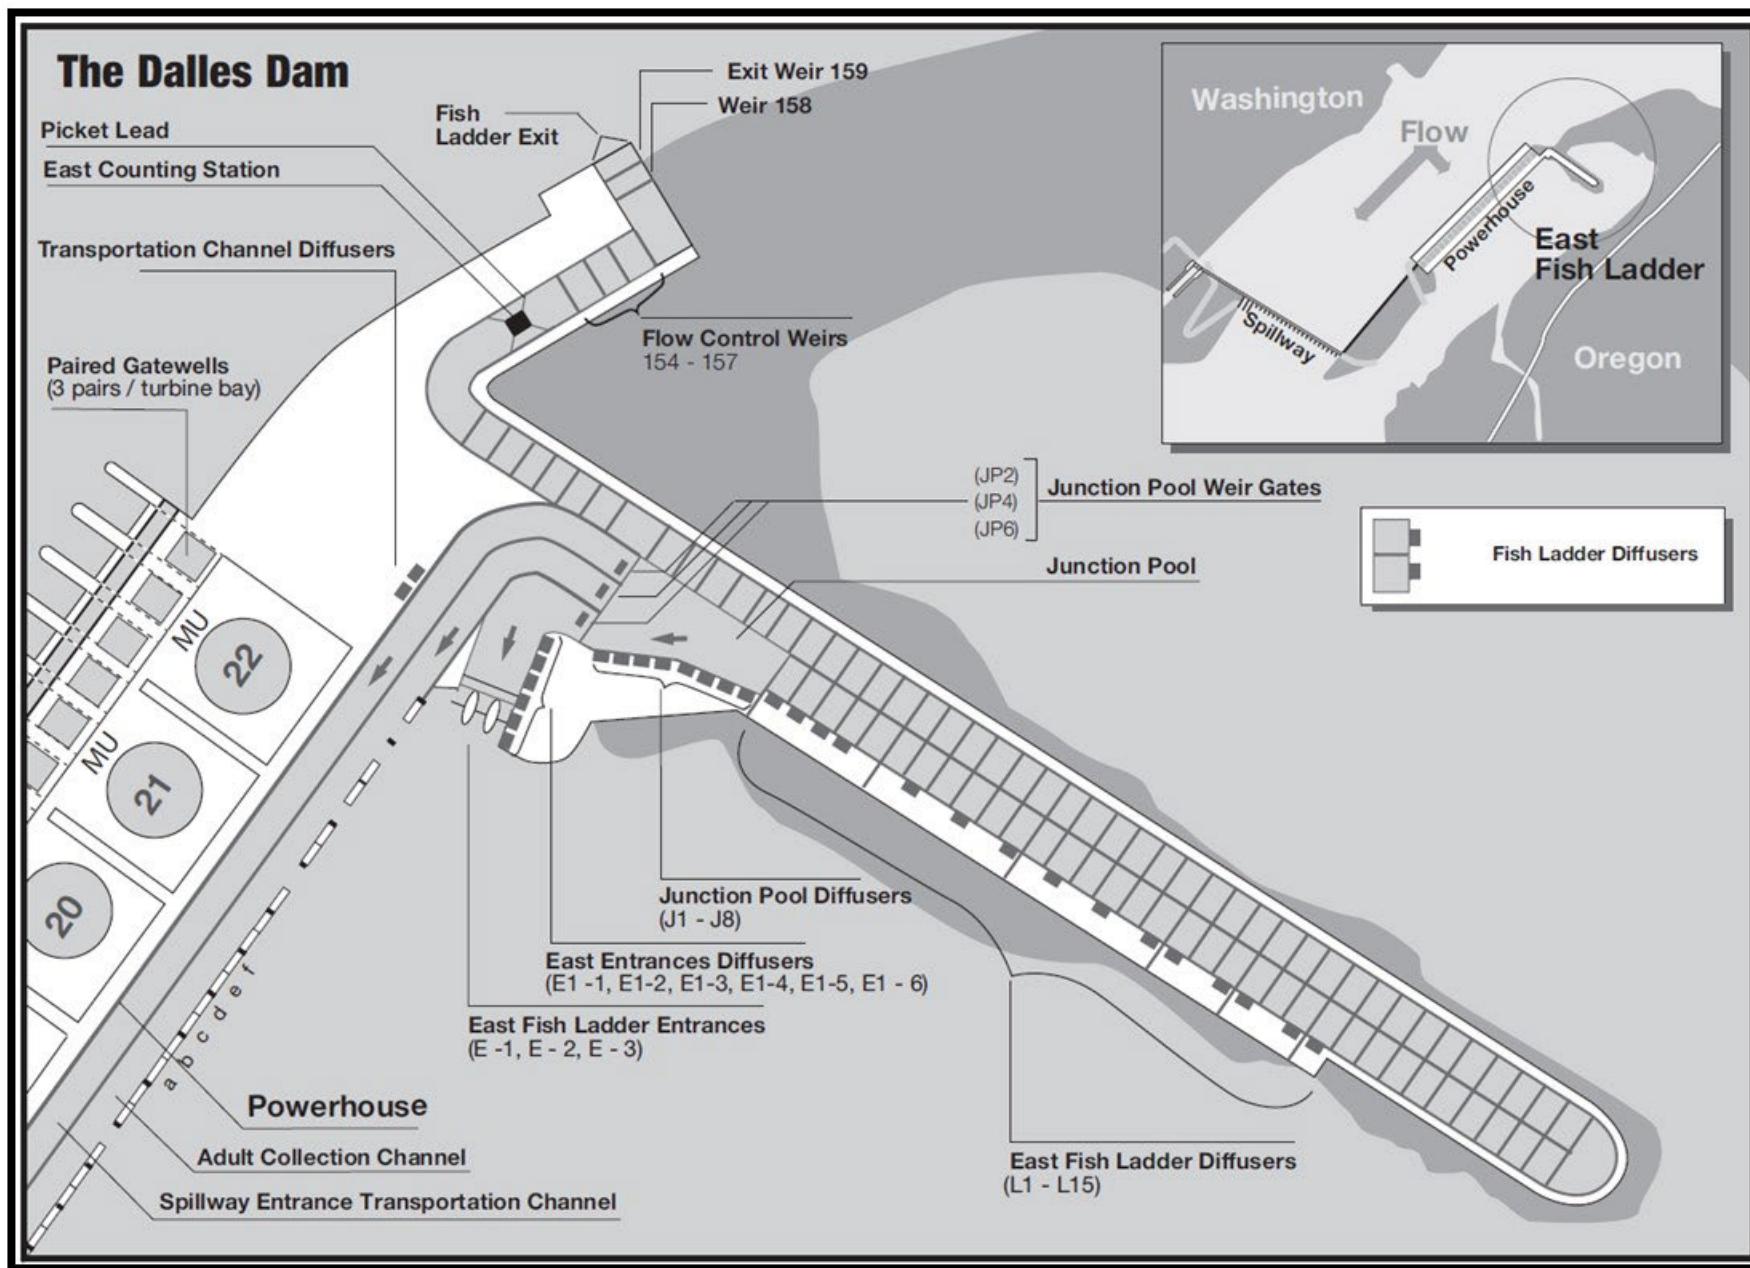 The Dalles Dam
Picket Lead
East Counting Station
Transportation Channel Diffusers
Paired Gatewells
(3 pairs / turbine bay)
Fish
Ladder Exit
Exit Weir 159
Weir 158
Flow Control Weirs
154 - 157
Washington
Flow
Powerhouse
East
Fish Ladder
Spillway
Oregon
(JP2)
(JP4)
(JP6)
Junction Pool Weir Gates
Junction Pool
Fish Ladder Diffusers
MU
22
MU
21
20
Junction Pool Diffusers
(J1 - J8)
East Entrances Diffusers
(E1 -1, E1-2, E1-3, E1-4, E1-5, E1 - 6)
East Fish Ladder Entrances
(E -1, E - 2, E - 3)
a b c d e f
Powerhouse
Adult Collection Channel
Spillway Entrance Transportation Channel
East Fish Ladder Diffusers
(L1 - L15)